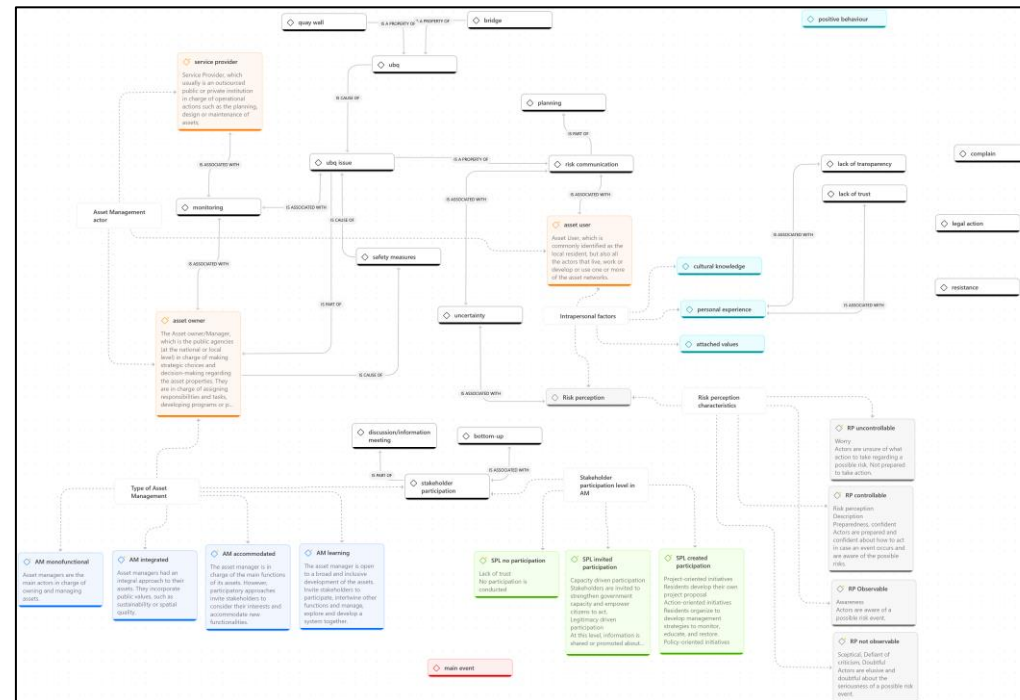 quay wall
IS A PROPERTY OF
IS A PROPERTY OF
bridge
positive behaviour
service provider
Service Provider, which
usually is an outsourced
public or private institution
in charge of operational
actions such as the planning,
design or maintenance of
assets.
ubq
IS CAUSE OF
planning
IS PART OF
IS ASSOCIATED WITH
ubq issue
IS A PROPERTY OF
risk communication
lack of transparency
complain
lack of trust
IS ASSOCIATED WITH
Asset Management
actor
monitoring
IS ASSOCIATED WITH
IS CAUSE OF
IS ASSOCIATED WITH
asset user
Asset User, which is
commonly identified as the
local resident, but also all
the actors that live, work or
develop or use one or more
of the asset networks.
legal action
IS ASSOCIATED WITH
safety measures
cultural knowledge
resistance
IS PART OF
personal experience
IS ASSOCIATED WITH
uncertainty
Intrapersonal factors
attached values
asset owner
The Asset owner/Manager,
which is the public agencies
(at the national or local
level) in charge of making
strategic choices and
decision-making regarding
the asset properties. They
are in charge of assigning
responsibilities and tasks,
developing programs or p...
IS CAUSE OF
IS ASSOCIATED WITH
Risk perception
Risk perception
characteristics
discussion/information
meeting
bottom-up
IS PART OF
IS ASSOCIATED WITH
stakeholder
participation
Stakeholder
participation level in
AM
Type of Asset
Management
RP uncontrollable
Worry
Actors are unsure of what
action to take regarding a
possible risk. Not prepared
to take action.
RP controllable
Risk perception
Description
Preparedness, confident
Actors are prepared and
confident about how to act
in case an event occurs and
are aware of the possible
risks.
AM monofunctional
Asset managers are the
main actors in charge of
owning and managing
assets.
AM integrated
Asset managers had an
integral approach to their
assets. They incorporate
public values, such as
sustainability or spatial
quality.
AM accommodated
The asset manager is in
charge of the main functions
of its assets. However,
participatory approaches
invite stakeholders to
consider their interests and
accommodate new
functionalities.
AM learning
The asset manager is open
to a broad and inclusive
development of the assets.
Invite stakeholders to
participate, intertwine other
functions and manage,
explore and develop a
system together.
SPL no participation
Lack of trust
No participation is
conducted
SPL invited
participation
Capacity driven participation
Stakeholders are invited to
strengthen government
capacity and empower
citizens to act.
Legitimacy driven
participation
At this level, information is
shared or promoted about...
SPL created
participation
Project-oriented initiatives
Residents develop their own
project proposal
Action-oriented initiatives
Residents organize to
develop management
strategies to monitor,
educate, and restore.
Policy-oriented initiatives
RP Observable
Awareness
Actors are aware of a
possible risk event.
RP not observable
Sceptical, Defiant of
criticism, Doubtful
Actors are elusive and
doubtful about the
seriousness of a possible risk
event.
main event